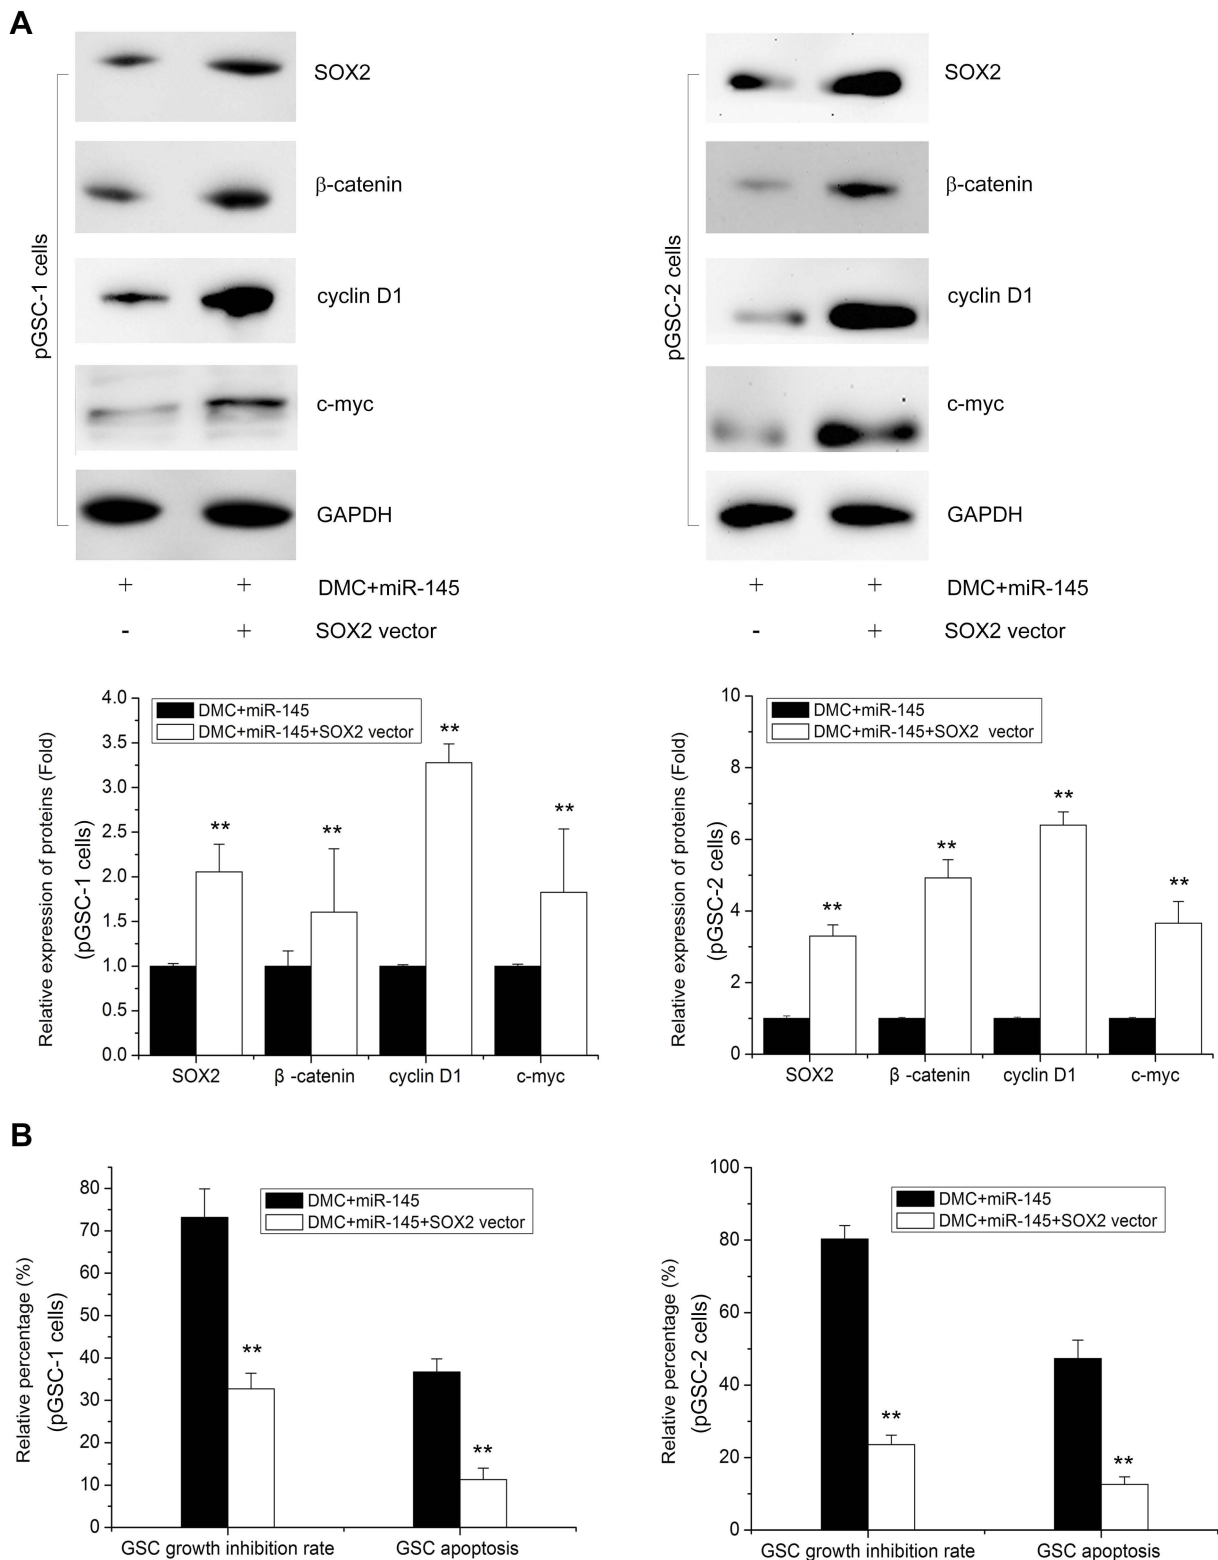 A
SOX2
β-catenin
cyclin D1
c-myc
GAPDH
pGSC-1 cells
+ + DMC+miR-145
- + SOX2 vector
SOX2
β-catenin
cyclin D1
c-myc
GAPDH
pGSC-2 cells
+ + DMC+miR-145
- + SOX2 vector
Relative expression of proteins (Fold)
(pGSC-1 cells)
4.0
3.5
3.0
2.5
2.0
1.5
1.0
0.5
0.0
DMC+miR-145
DMC+miR-145+SOX2 vector
** ** ** **
SOX2 β -catenin cyclin D1 c-myc
Relative expression of proteins (Fold)
(pGSC-2 cells)
10
8
6
4
2
0
DMC+miR-145
DMC+miR-145+SOX2 vector
** ** ** **
SOX2 β -catenin cyclin D1 c-myc
B
Relative percentage (%)
(pGSC-1 cells)
80
70
60
50
40
30
20
10
0
DMC+miR-145
DMC+miR-145+SOX2 vector
** **
GSC growth inhibition rate GSC apoptosis
Relative percentage (%)
(pGSC-2 cells)
100
80
60
40
20
0
DMC+miR-145
DMC+miR-145+SOX2 vector
** **
GSC growth inhibition rate GSC apoptosis